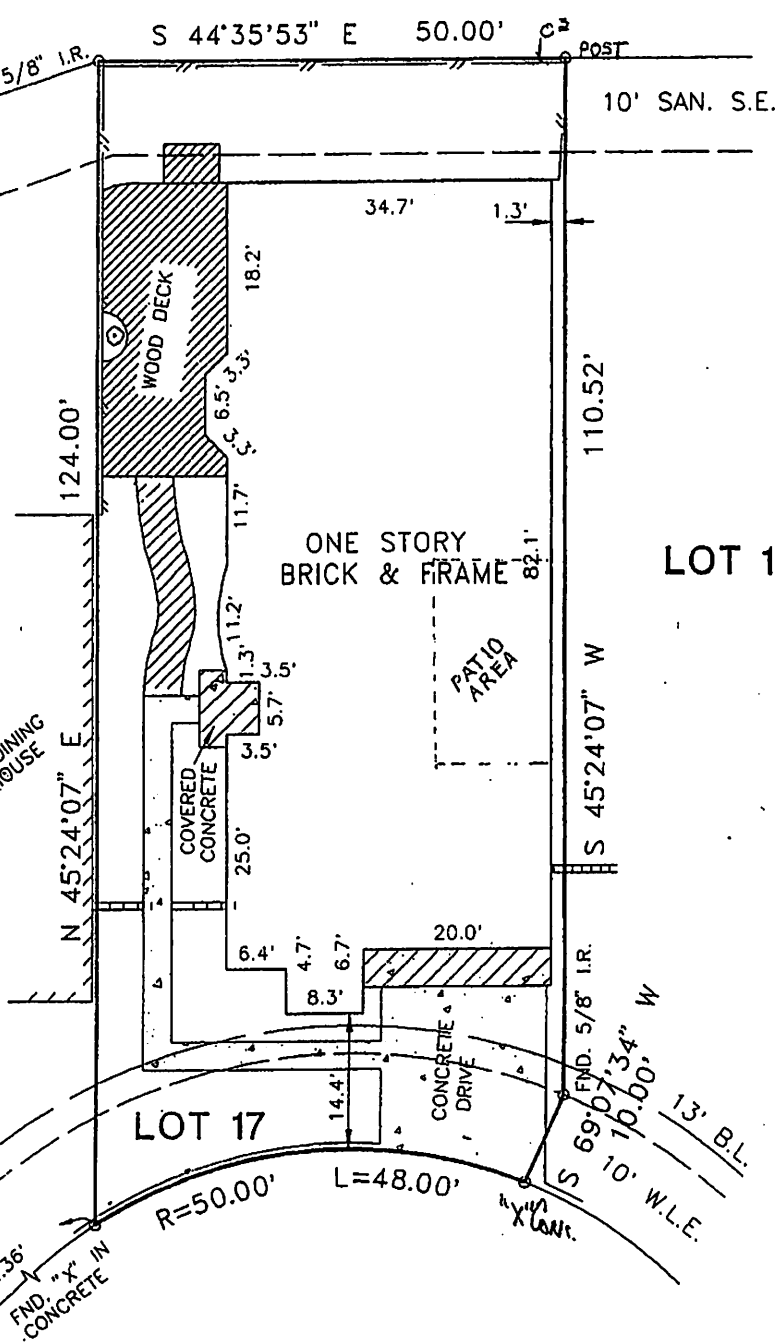 S 44°35'53" E 50.00'
5/8" I.R.
POST
10' SAN. S.E.
34.7'
1.3'
18.2'
WOOD DECK
3.3'
6.5'
3.3'
124.00'
110.52'
11.7'
ONE STORY
BRICK & FRAME
82.1'
LOT 1
11.2'
1.3'
3.5'
5.7'
3.5'
PATIO
AREA
COVERED
CONCRETE
N 45°24'07" E
S 45°24'07" W
25.0'
6.4'
4.7'
6.7'
20.0'
8.3'
14.4'
CONCRETE
DRIVE
FND. 5/8" I.R.
S 69°07'34" W
10.00'
13' B.L.
10' W.L.E.
LOT 17
R=50.00'
L=48.00'
"X" CONC.
.36'
FND. "X" IN
CONCRETE